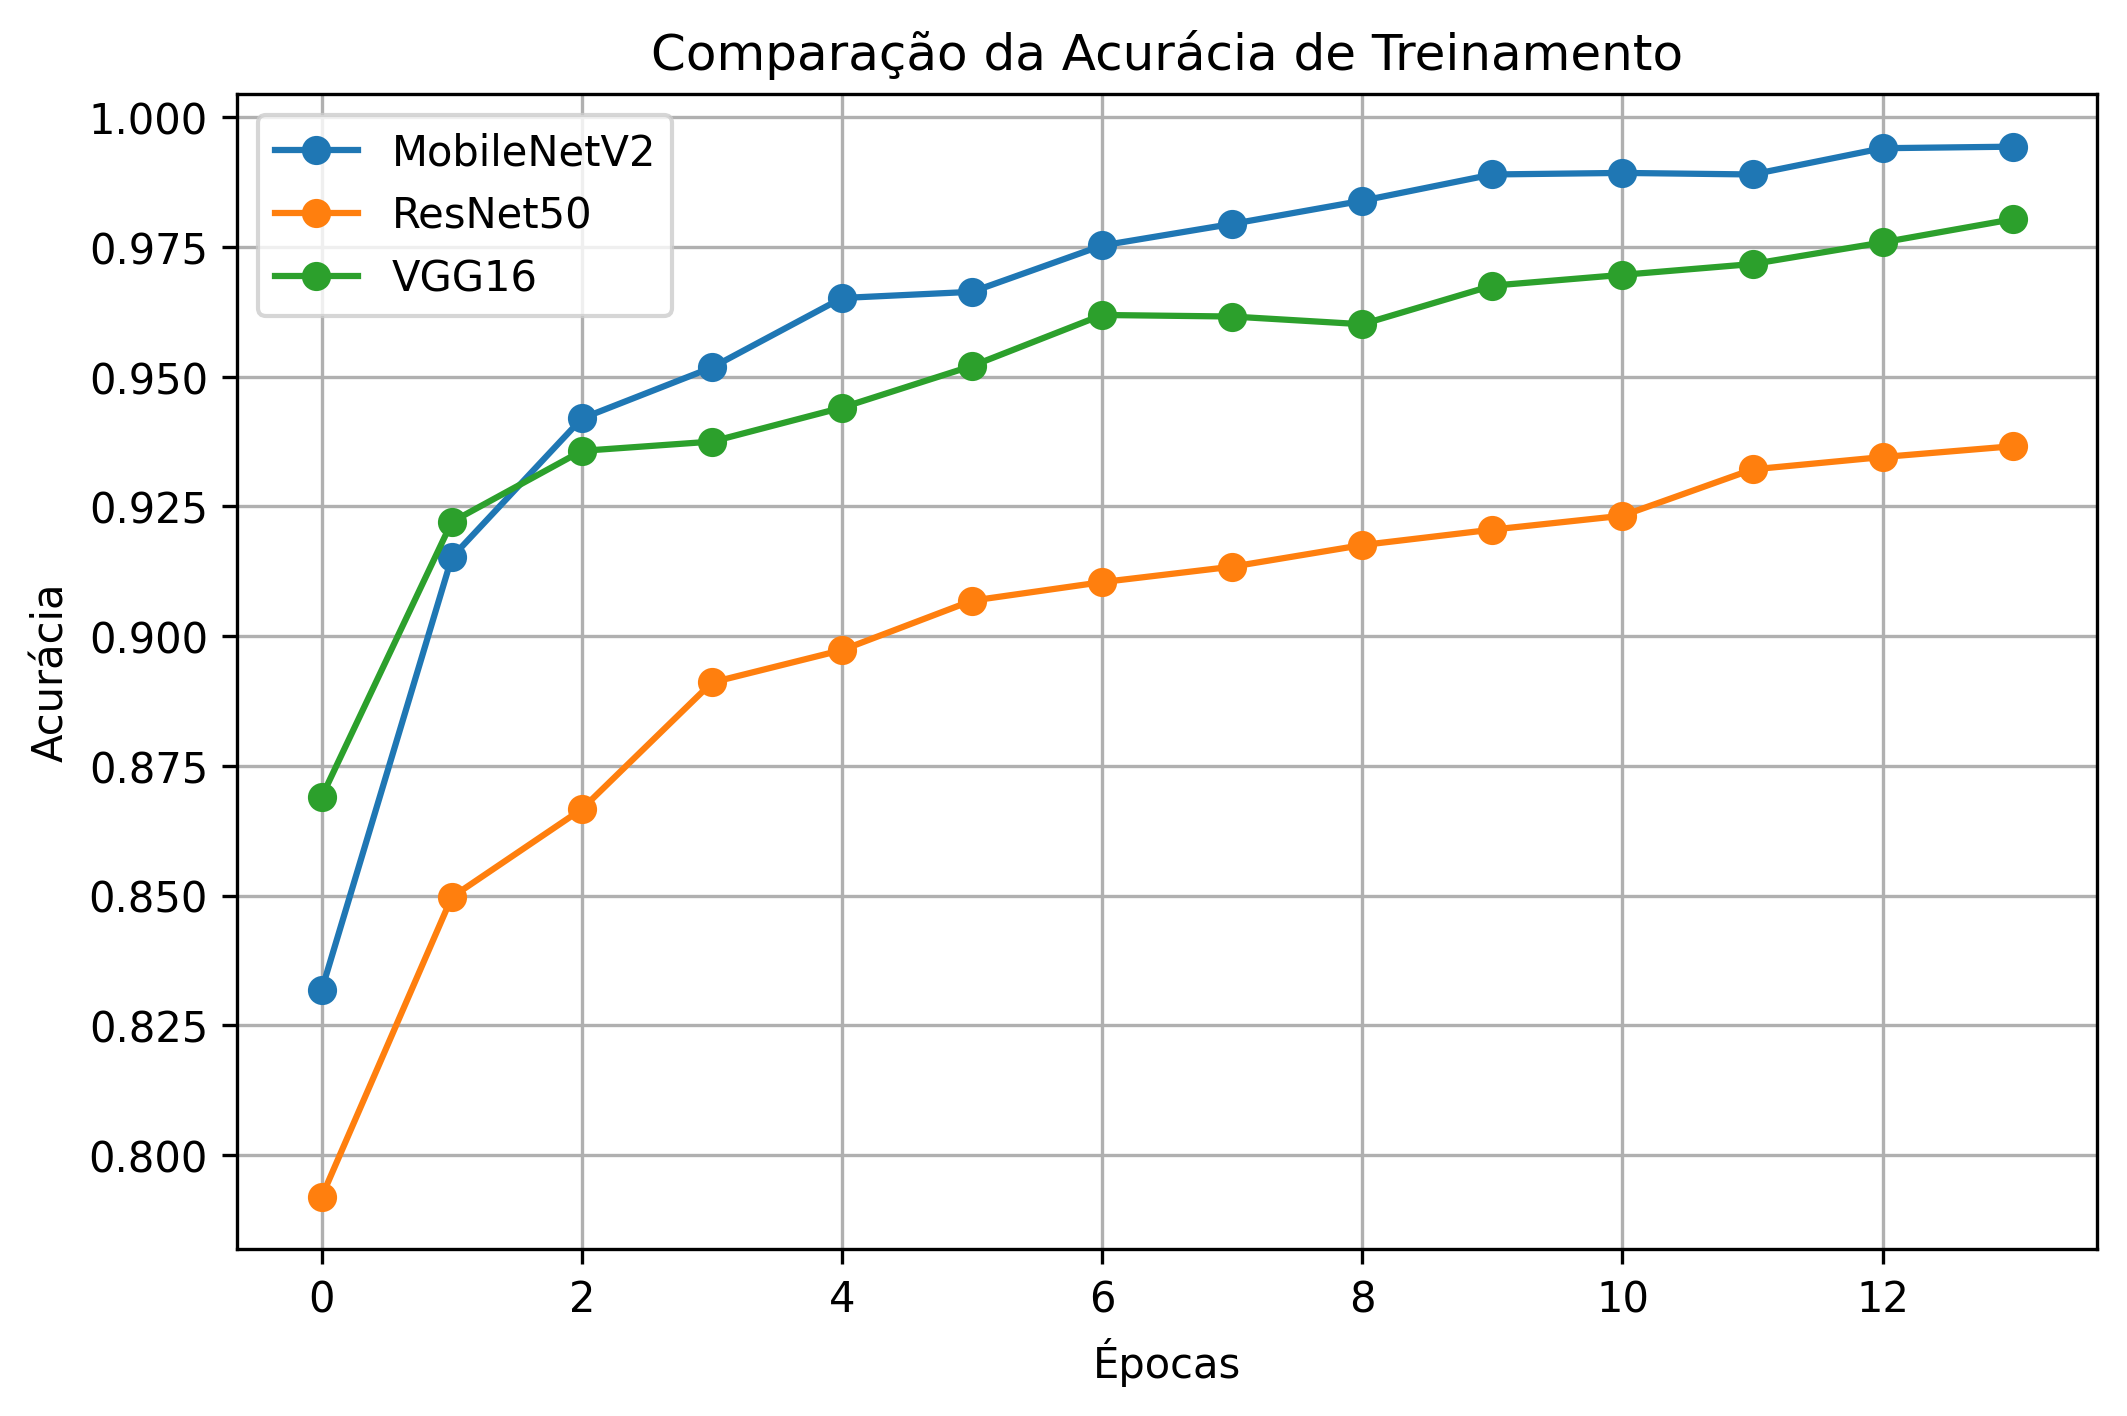 Comparação da Acurácia de Treinamento
MobileNetV2
ResNet50
VGG16
1.000
0.975
0.950
0.925
0.900
0.875
0.850
0.825
0.800
Acurácia
0 2 4 6 8 10 12
Épocas